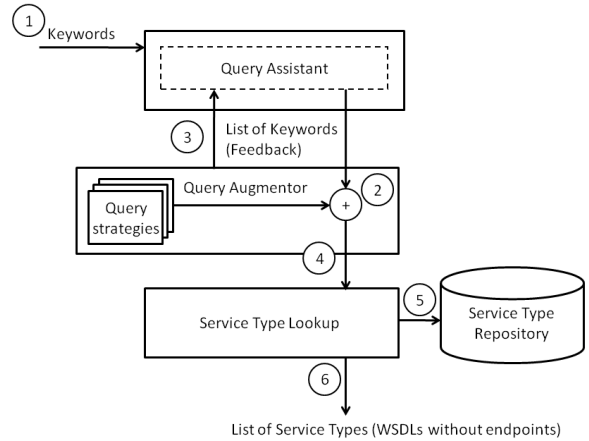 1
Keywords
Query Assistant
3
List of Keywords
(Feedback)
2
Query Augmentor
Query
strategies
+
4
5
Service Type Lookup
Service Type
Repository
6
List of Service Types (WSDLs without endpoints)